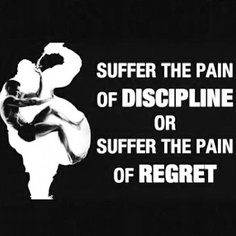 SUFFER THE PAIN
OF DISCIPLINE
OR
SUFFER THE PAIN
OF REGRET